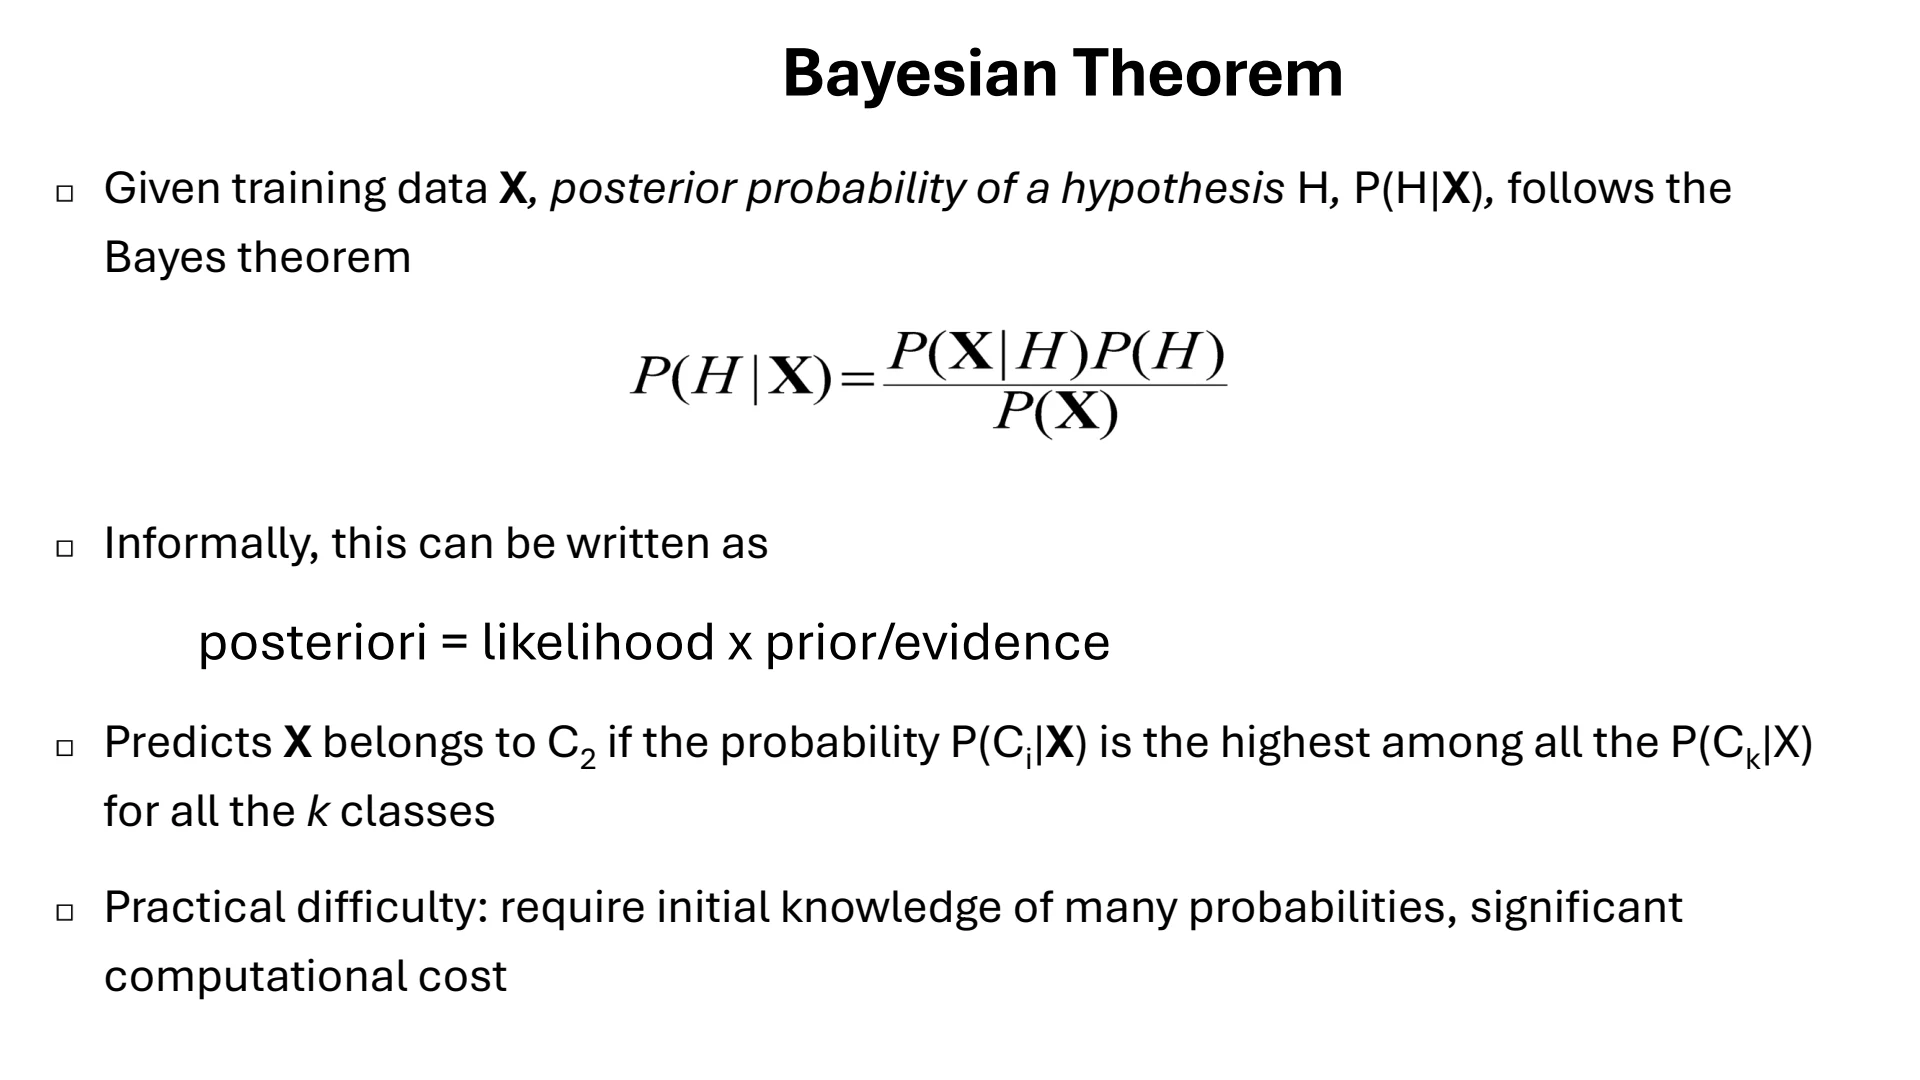 Bayesian Theorem
▫ Given training data X, posterior probability of a hypothesis H, P(H|X), follows the
Bayes theorem
P(H|X)=P(X|H)P(H)/P(X)
▫ Informally, this can be written as
posteriori = likelihood x prior/evidence
▫ Predicts X belongs to C₂ if the probability P(Cᵢ|X) is the highest among all the P(Cₖ|X)
for all the k classes
▫ Practical difficulty: require initial knowledge of many probabilities, significant
computational cost